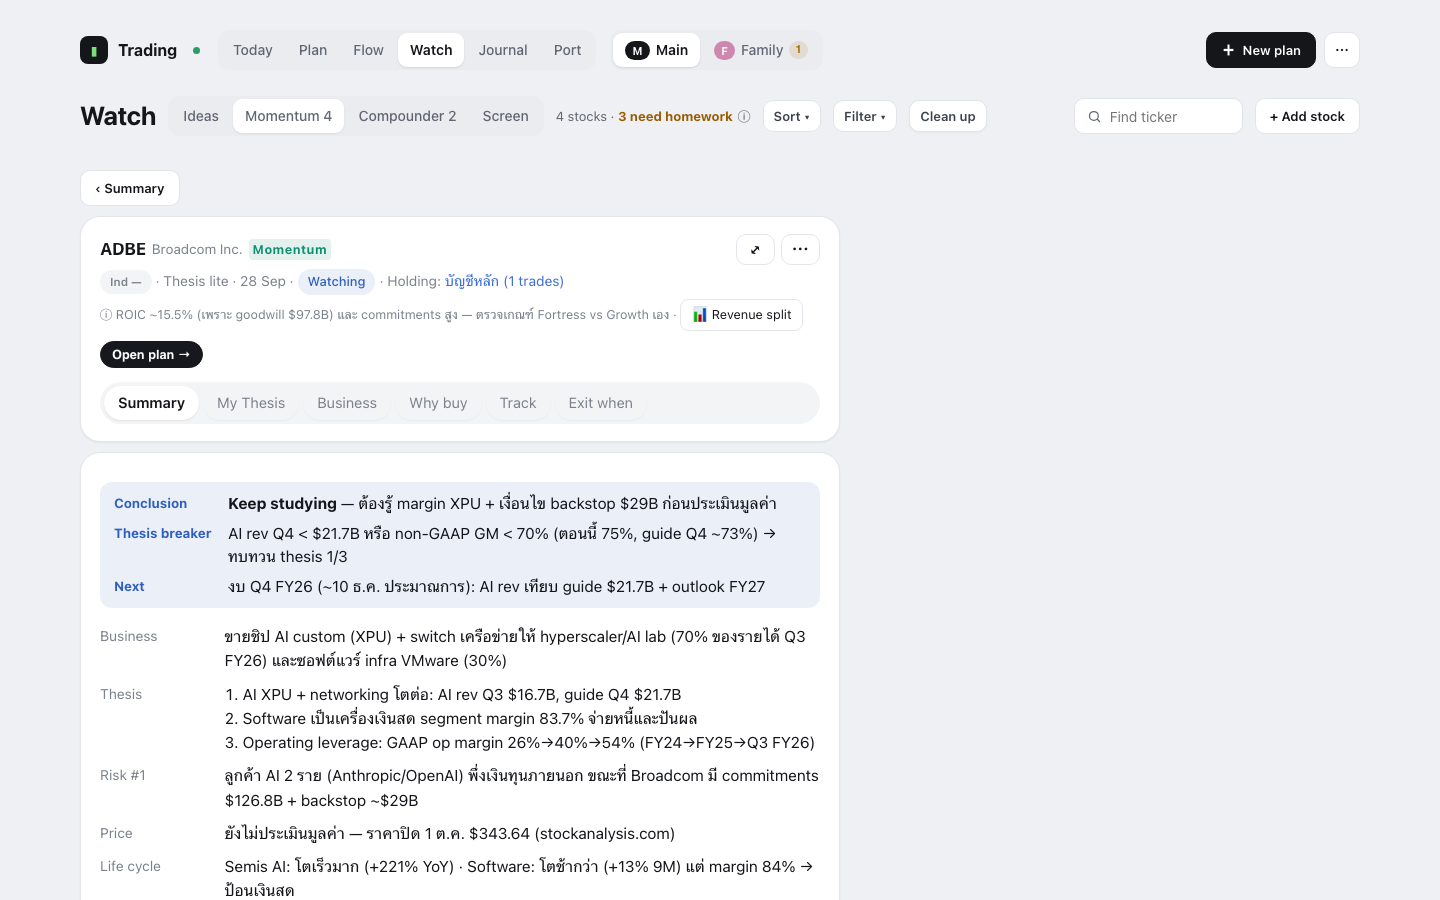 Trading
Today Plan Flow Watch Journal Port
M Main F Family 1
+ New plan ...
Watch
Ideas Momentum 4 Compounder 2 Screen
4 stocks · 3 need homework ⓘ
Sort ▾ Filter ▾ Clean up
Find ticker
+ Add stock
‹ Summary
ADBE Broadcom Inc. Momentum
⤢ ...
Ind — · Thesis lite · 28 Sep · Watching · Holding: บัญชีหลัก (1 trades)
ⓘ ROIC ~15.5% (เพราะ goodwill $97.8B) และ commitments สูง — ตรวจเกณฑ์ Fortress vs Growth เอง · 📊 Revenue split
Open plan →
Summary My Thesis Business Why buy Track Exit when
Conclusion Keep studying — ต้องรู้ margin XPU + เงื่อนไข backstop $29B ก่อนประเมินมูลค่า
Thesis breaker AI rev Q4 < $21.7B หรือ non-GAAP GM < 70% (ตอนนี้ 75%, guide Q4 ~73%) →
ทบทวน thesis 1/3
Next งบ Q4 FY26 (~10 ธ.ค. ประมาณการ): AI rev เทียบ guide $21.7B + outlook FY27
Business ขายชิป AI custom (XPU) + switch เครือข่ายให้ hyperscaler/AI lab (70% ของรายได้ Q3
FY26) และซอฟต์แวร์ infra VMware (30%)
Thesis 1. AI XPU + networking โตต่อ: AI rev Q3 $16.7B, guide Q4 $21.7B
2. Software เป็นเครื่องเงินสด segment margin 83.7% จ่ายหนี้และปันผล
3. Operating leverage: GAAP op margin 26%→40%→54% (FY24→FY25→Q3 FY26)
Risk #1 ลูกค้า AI 2 ราย (Anthropic/OpenAI) พึ่งเงินทุนภายนอก ขณะที่ Broadcom มี commitments
$126.8B + backstop ~$29B
Price ยังไม่ประเมินมูลค่า — ราคาปิด 1 ต.ค. $343.64 (stockanalysis.com)
Life cycle Semis AI: โตเร็วมาก (+221% YoY) · Software: โตช้ากว่า (+13% 9M) แต่ margin 84% →
ป้อนเงินสด